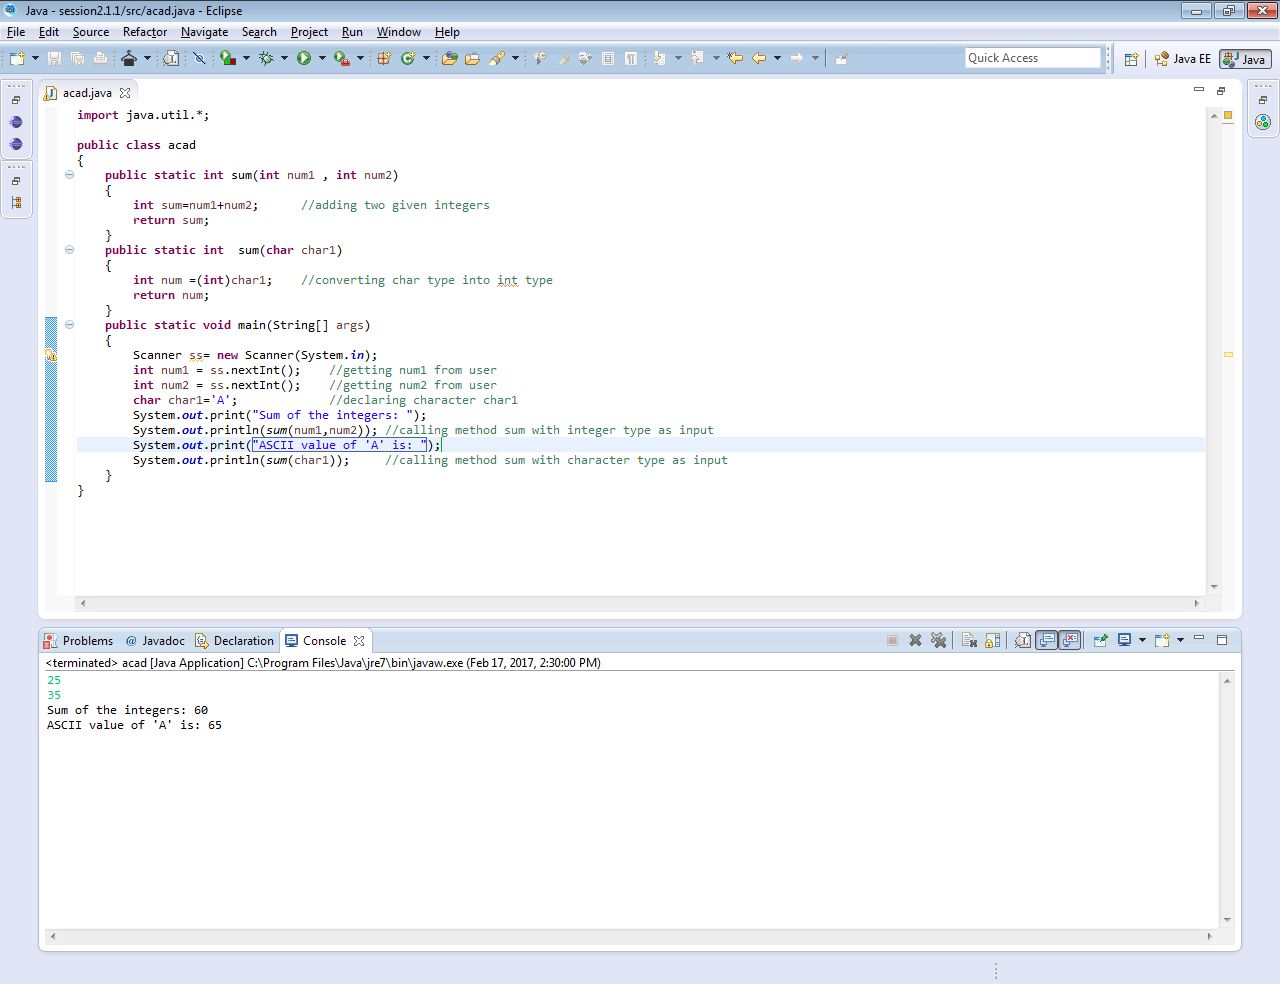 Java - session2.1.1/src/acad.java - Eclipse
File Edit Source Refactor Navigate Search Project Run Window Help
Quick Access
Java EE
Java
acad.java
import java.util.*;
public class acad
{
public static int sum(int num1 , int num2)
{
int sum=num1+num2; //adding two given integers
return sum;
}
public static int  sum(char char1)
{
int num =(int)char1; //converting char type into int type
return num;
}
public static void main(String[] args)
{
Scanner ss= new Scanner(System.in);
int num1 = ss.nextInt(); //getting num1 from user
int num2 = ss.nextInt(); //getting num2 from user
char char1='A'; //declaring character char1
System.out.print("Sum of the integers: ");
System.out.println(sum(num1,num2)); //calling method sum with integer type as input
System.out.print("ASCII value of 'A' is: ");
System.out.println(sum(char1)); //calling method sum with character type as input
}
}
Problems @ Javadoc Declaration Console
<terminated> acad [Java Application] C:\Program Files\Java\jre7\bin\javaw.exe (Feb 17, 2017, 2:30:00 PM)
25
35
Sum of the integers: 60
ASCII value of 'A' is: 65